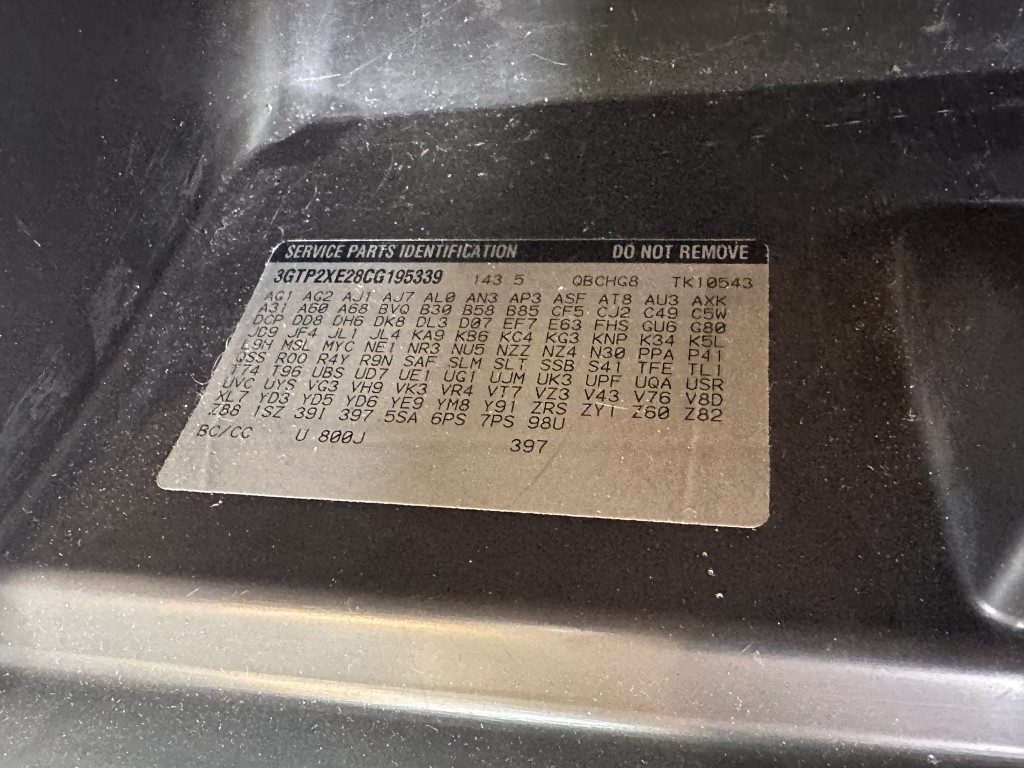 SERVICE PARTS IDENTIFICATION DO NOT REMOVE
3GTP2XE28CG195339 143 5 QBCHG8 TK10543
AG1 AG2 AJ1 AJ7 AL0 AN3 AP3 ASF AT8 AU3 AXK
A31 A60 A68 BVQ B30 B58 B85 CF5 CJ2 C49 C5W
DCP DD8 DH6 DK8 DL3 D07 EF7 E63 FHS GU6 G80
JC9 JF4 JL1 JL4 KA9 KB6 KC4 KG3 KNP K34 K5L
L9H MSL MYC NE1 NR3 NU5 NZZ NZ4 N30 PPA P41
QSS R00 R4Y R9N SAF SLM SLT SSB S41 TFE TL1
T74 T96 UBS UD7 UE1 UG1 UJM UK3 UPF UQA USR
UVC UYS VG3 VH9 VK3 VR4 VT7 VZ3 V43 V76 V8D
XL7 YD3 YD5 YD6 YE9 YM8 Y91 ZRS ZY1 Z60 Z82
Z88 1SZ 39I 397 5SA 6PS 7PS 98U
BC/CC U 800J 397